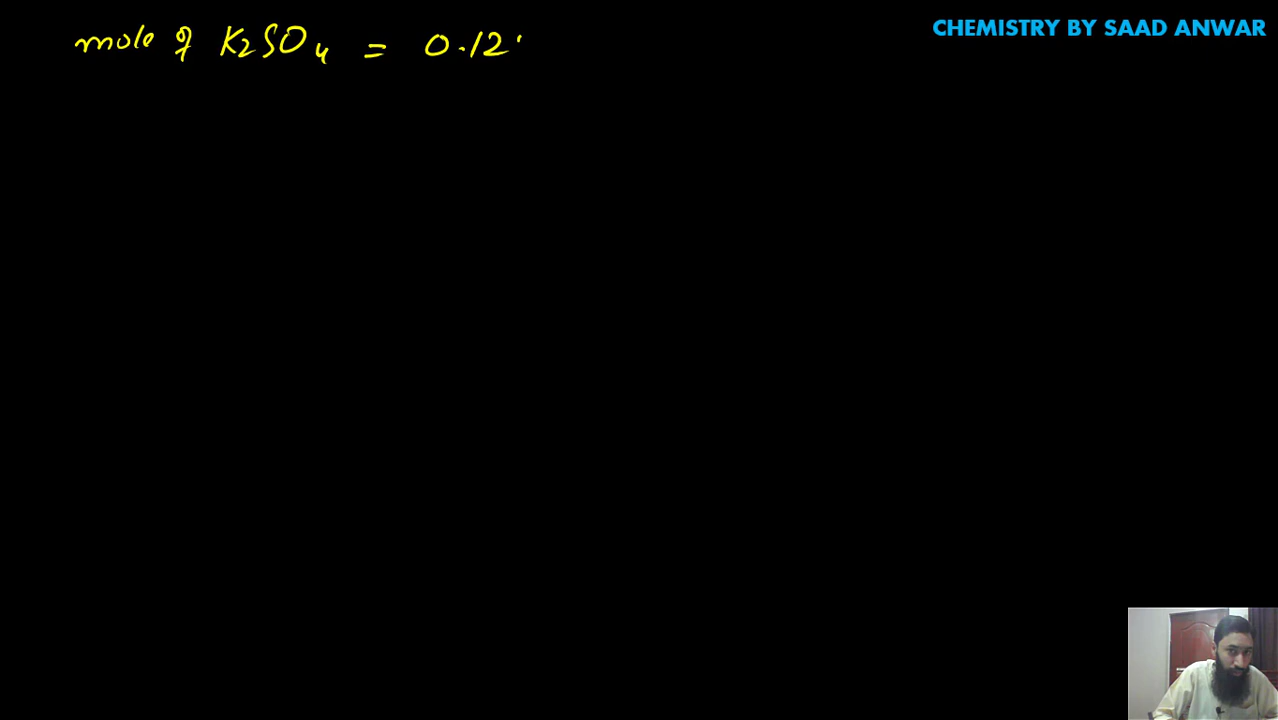 mole of K₂SO₄ = 0.12
CHEMISTRY BY SAAD ANWAR